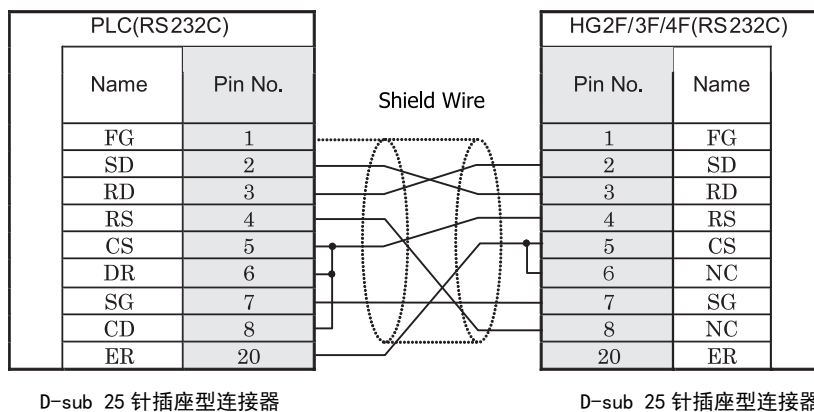 PLC(RS232C) HG2F/3F/4F(RS232C)
Name Pin No. Shield Wire Pin No. Name
FG 1 1 FG
SD 2 2 SD
RD 3 3 RD
RS 4 4 RS
CS 5 5 CS
DR 6 6 NC
SG 7 7 SG
CD 8 8 NC
ER 20 20 ER
D-sub 25 针插座型连接器 D-sub 25 针插座型连接器